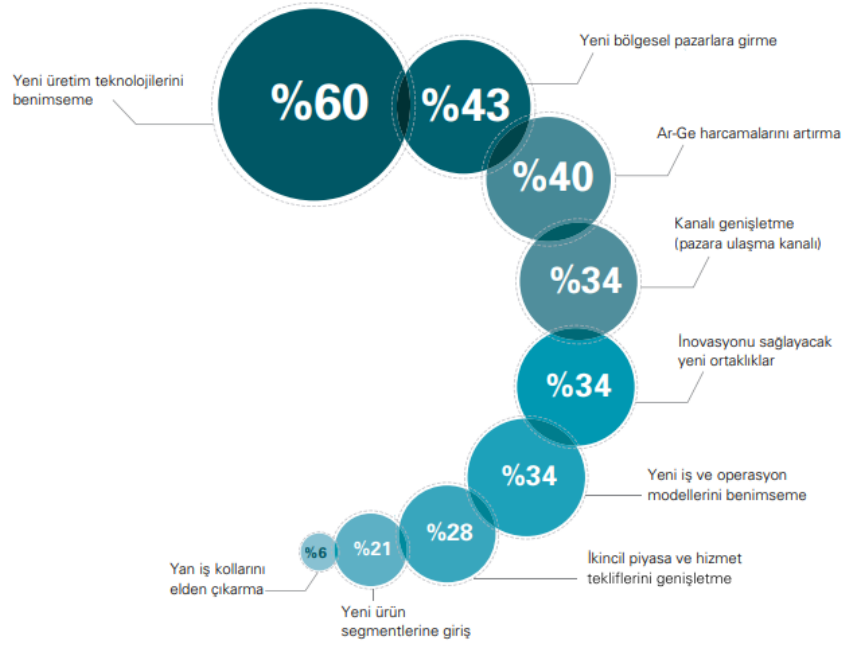 Yeni üretim teknolojilerini
benimseme
%60
%43
Yeni bölgesel pazarlara girme
%40
Ar-Ge harcamalarını artırma
%34
Kanalı genişletme
(pazara ulaşma kanalı)
%34
İnovasyonu sağlayacak
yeni ortaklıklar
%34
Yeni iş ve operasyon
modellerini benimseme
%28
İkincil piyasa ve hizmet
tekliflerini genişletme
%21
Yeni ürün
segmentlerine giriş
%6
Yan iş kollarını
elden çıkarma